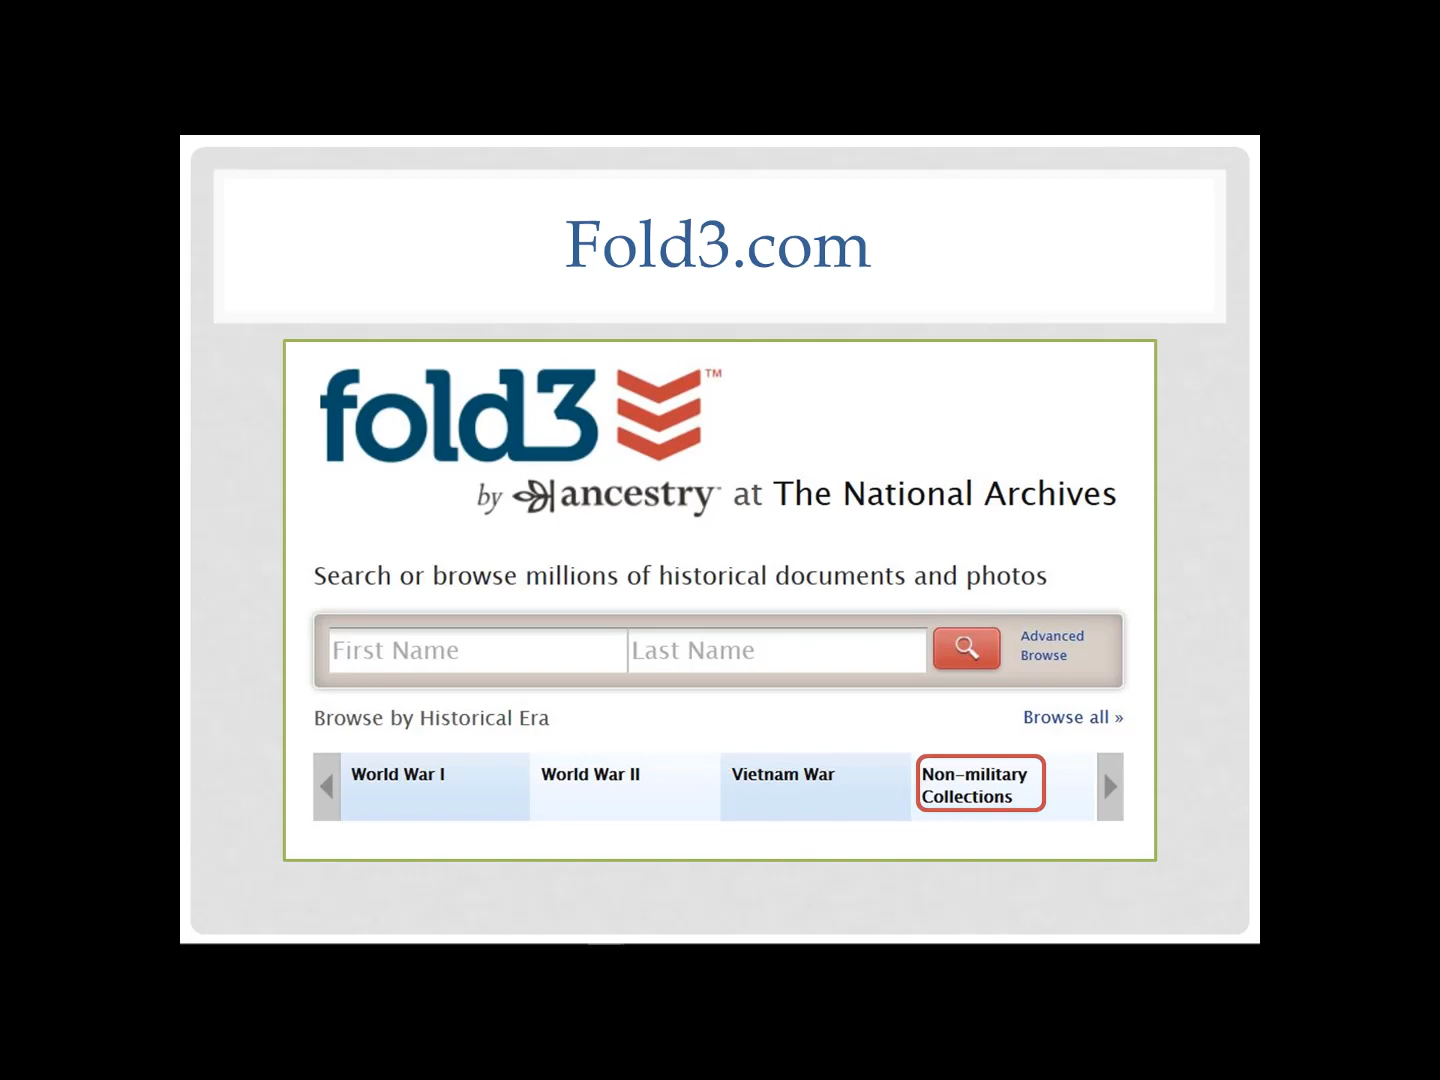 Fold3.com
fold3 ™
by ancestry™ at The National Archives
Search or browse millions of historical documents and photos
First Name Last Name Advanced
Browse
Browse by Historical Era Browse all »
World War I World War II Vietnam War Non-military
Collections